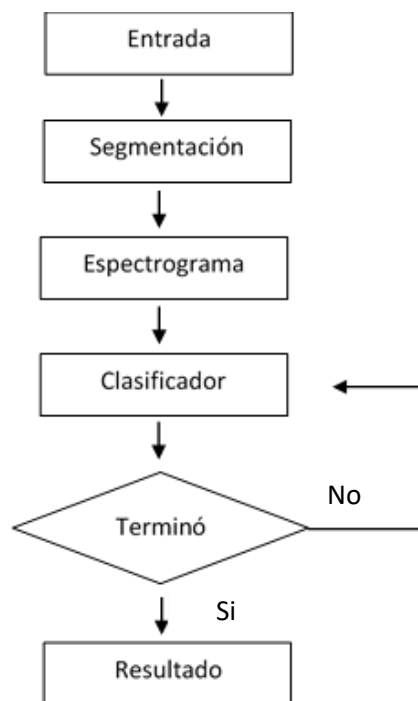 Entrada
Segmentación
Espectrograma
Clasificador
No
Terminó
Si
Resultado